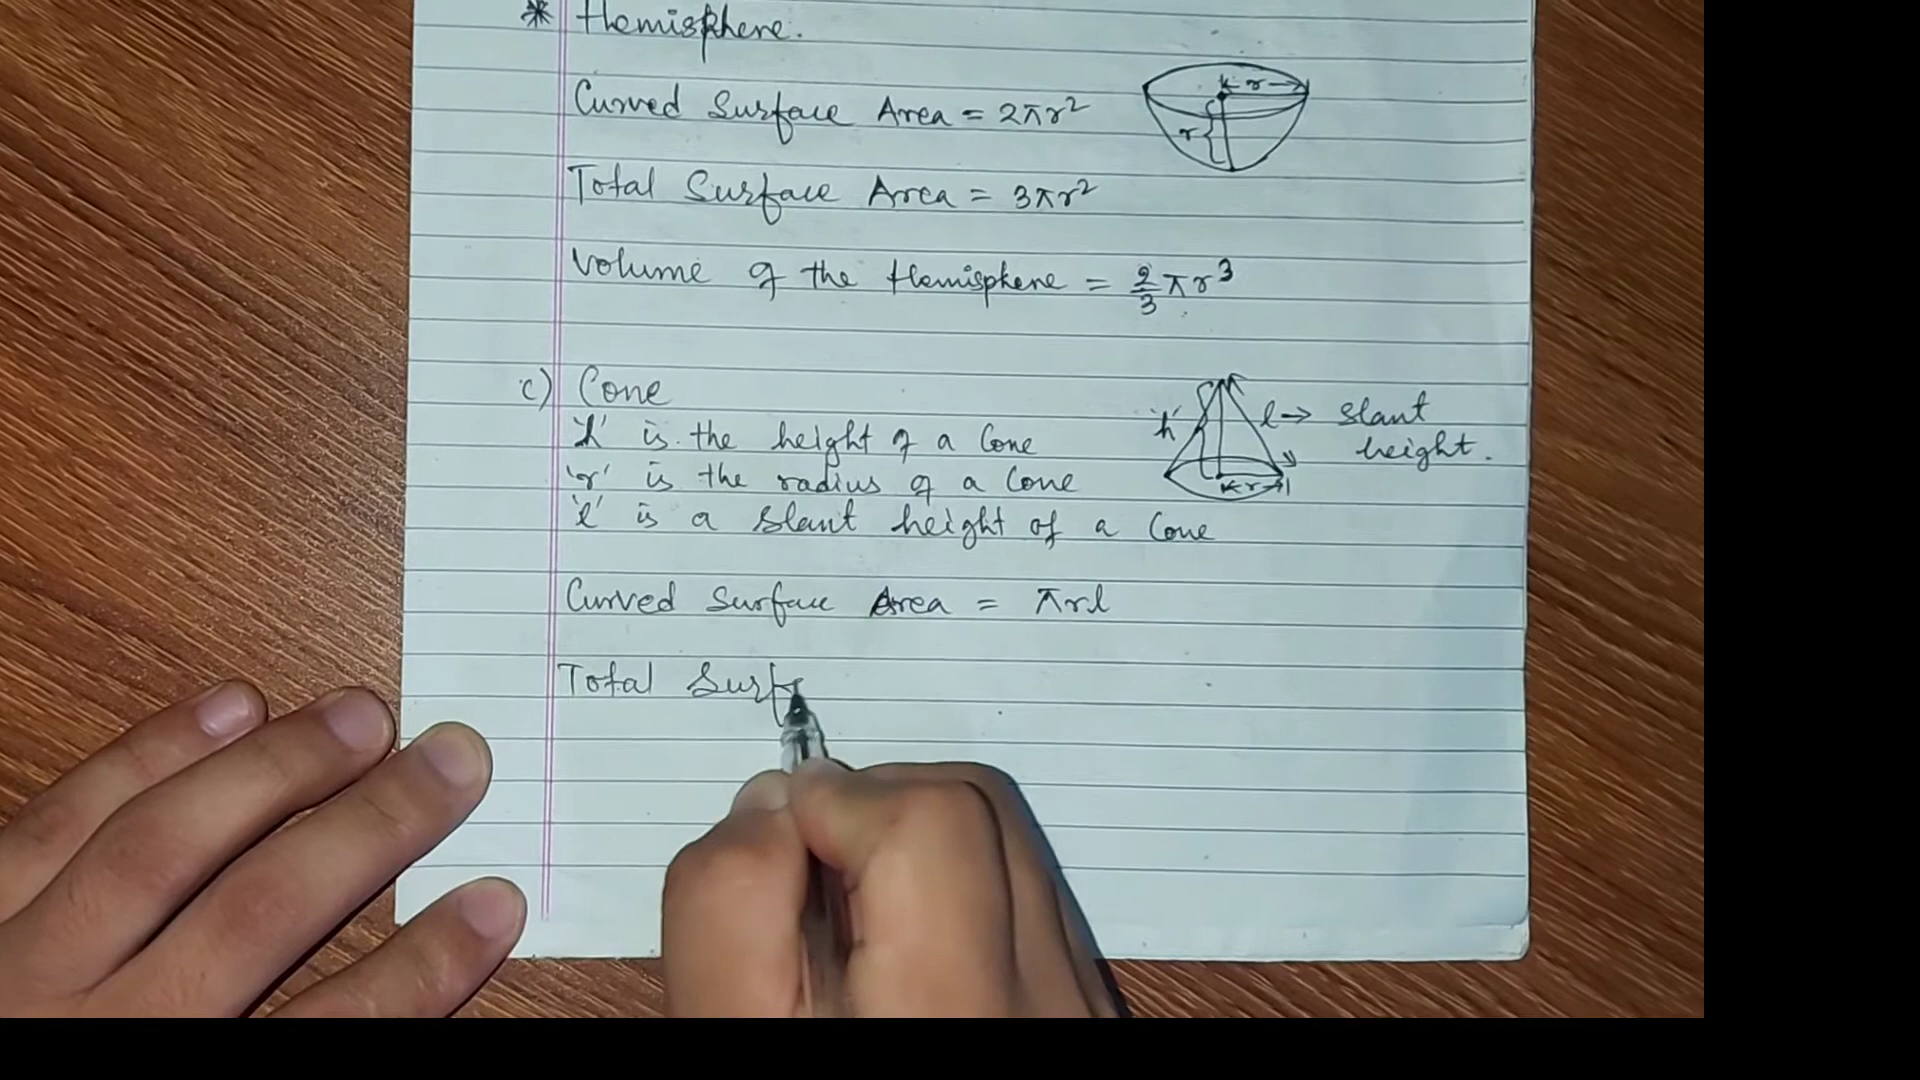 * Hemisphere.
r
Curved Surface Area = 2πr²
r
Total Surface Area = 3πr²
Volume of the Hemisphere = 2/3 πr³
c) Cone
'h' l → slant
height.
'h' is the height of a Cone
'r' is the radius of a Cone
r
'l' is a slant height of a Cone
Curved Surface Area = πrl
Total Surf